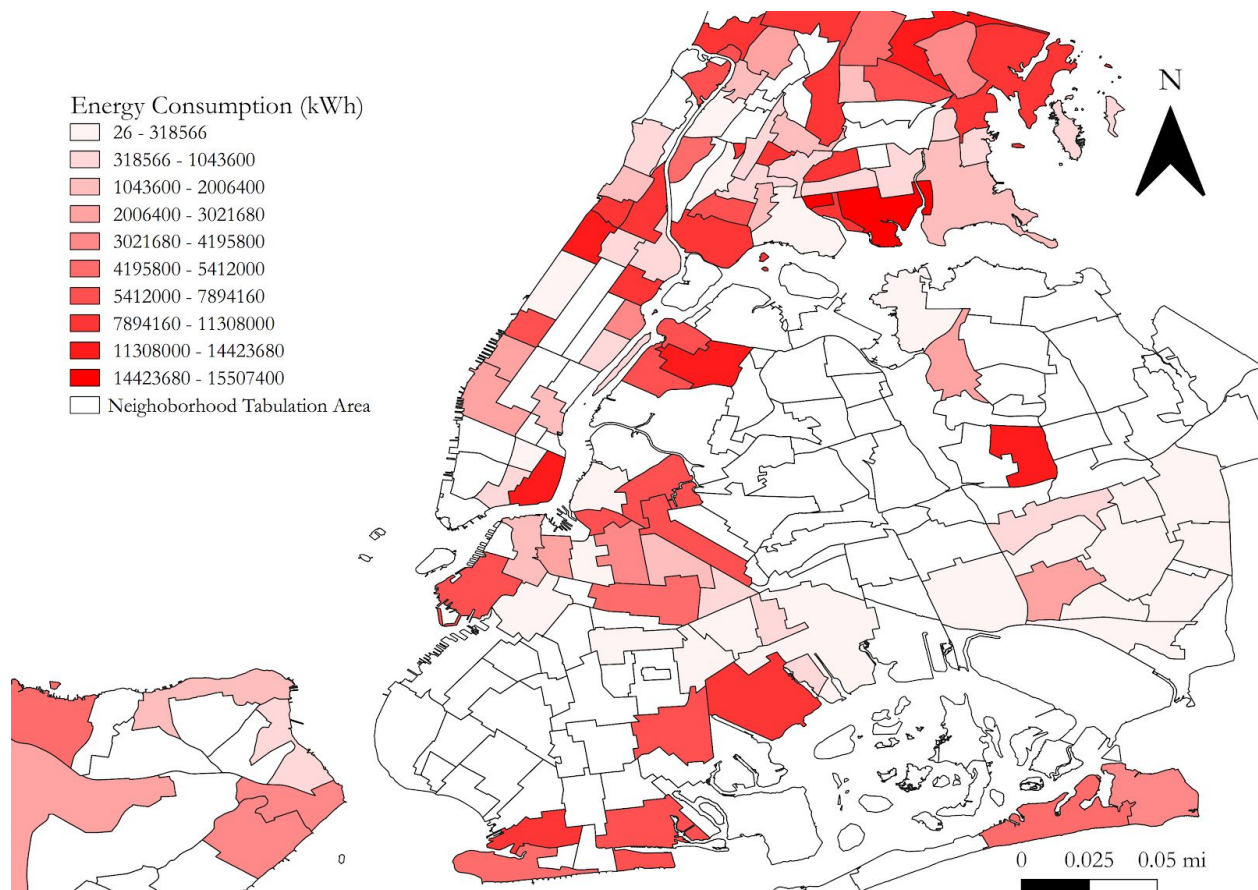 Energy Consumption (kWh)
26 - 318566
318566 - 1043600
1043600 - 2006400
2006400 - 3021680
3021680 - 4195800
4195800 - 5412000
5412000 - 7894160
7894160 - 11308000
11308000 - 14423680
14423680 - 15507400
Neighoborhood Tabulation Area
N
0 0.025 0.05 mi